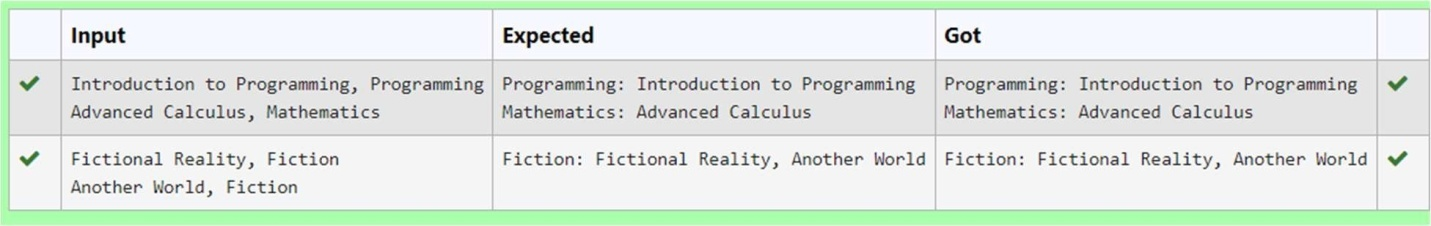 Input Expected Got
Introduction to Programming, Programming Programming: Introduction to Programming Programming: Introduction to Programming
Advanced Calculus, Mathematics Mathematics: Advanced Calculus Mathematics: Advanced Calculus
Fictional Reality, Fiction Fiction: Fictional Reality, Another World Fiction: Fictional Reality, Another World
Another World, Fiction